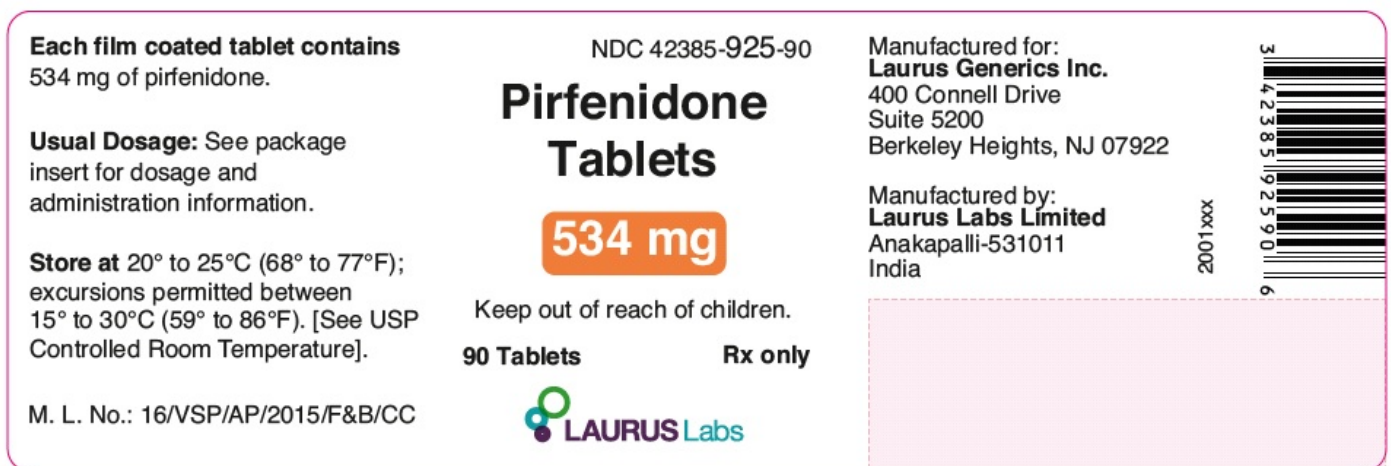 Each film coated tablet contains
534 mg of pirfenidone.
Usual Dosage: See package
insert for dosage and
administration information.
Store at 20° to 25°C (68° to 77°F);
excursions permitted between
15° to 30°C (59° to 86°F). [See USP
Controlled Room Temperature].
M. L. No.: 16/VSP/AP/2015/F&B/CC
NDC 42385-925-90
Pirfenidone
Tablets
534 mg
Keep out of reach of children.
90 Tablets Rx only
LAURUS Labs
Manufactured for:
Laurus Generics Inc.
400 Connell Drive
Suite 5200
Berkeley Heights, NJ 07922
Manufactured by:
Laurus Labs Limited
Anakapalli-531011
India
2001xxx
3 42385 92590 6